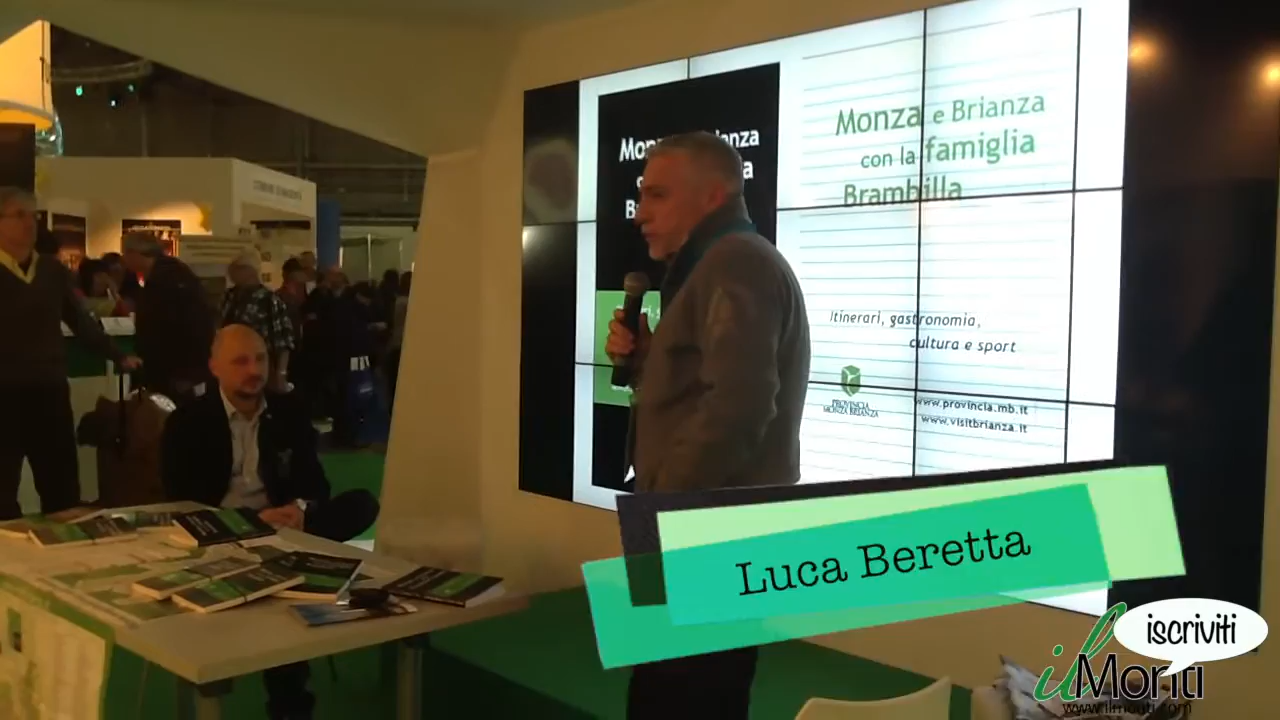 Monza e Brianza
con la famiglia
Brambilla
Itinerari, gastronomia,
cultura e sport
PROVINCIA
MONZA BRIANZA
www.provincia.mb.it
www.visitbrianza.it
Luca Beretta
iscriviti
ilMonti
www.ilmonti.com